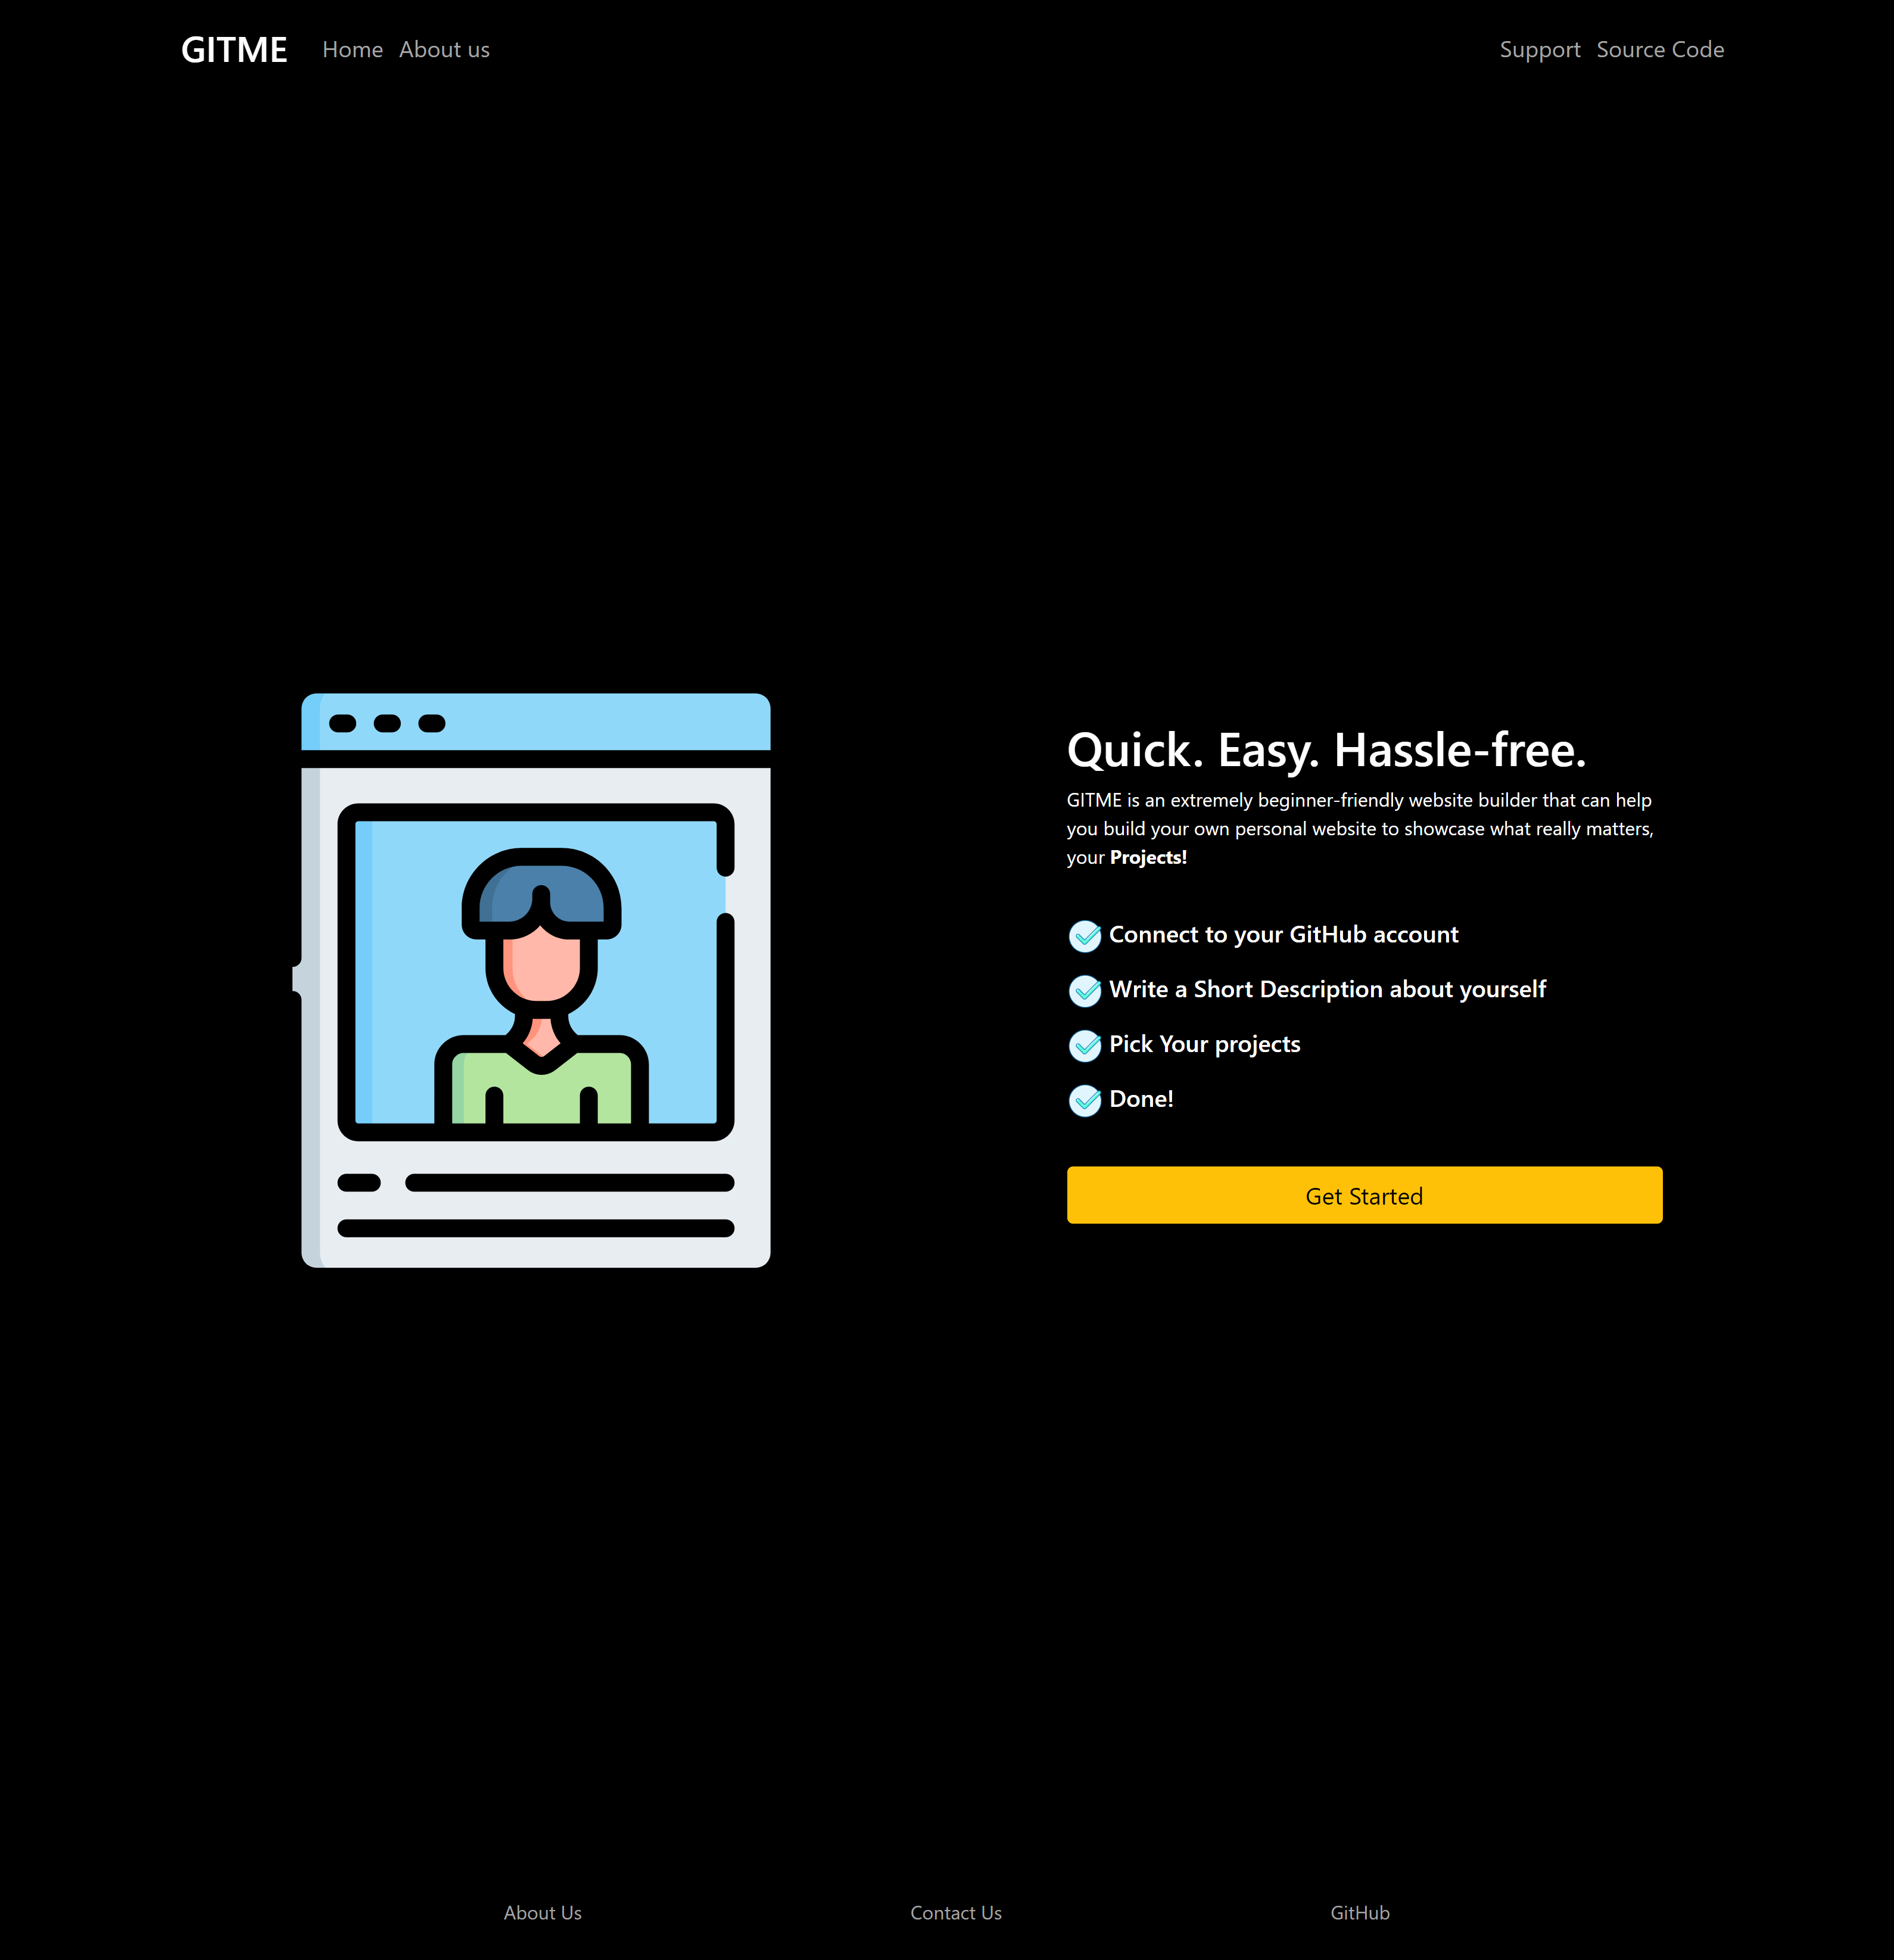 GITME Home About us Support Source Code
Quick. Easy. Hassle-free.
GITME is an extremely beginner-friendly website builder that can help
you build your own personal website to showcase what really matters,
your Projects!
Connect to your GitHub account
Write a Short Description about yourself
Pick Your projects
Done!
Get Started
About Us Contact Us GitHub